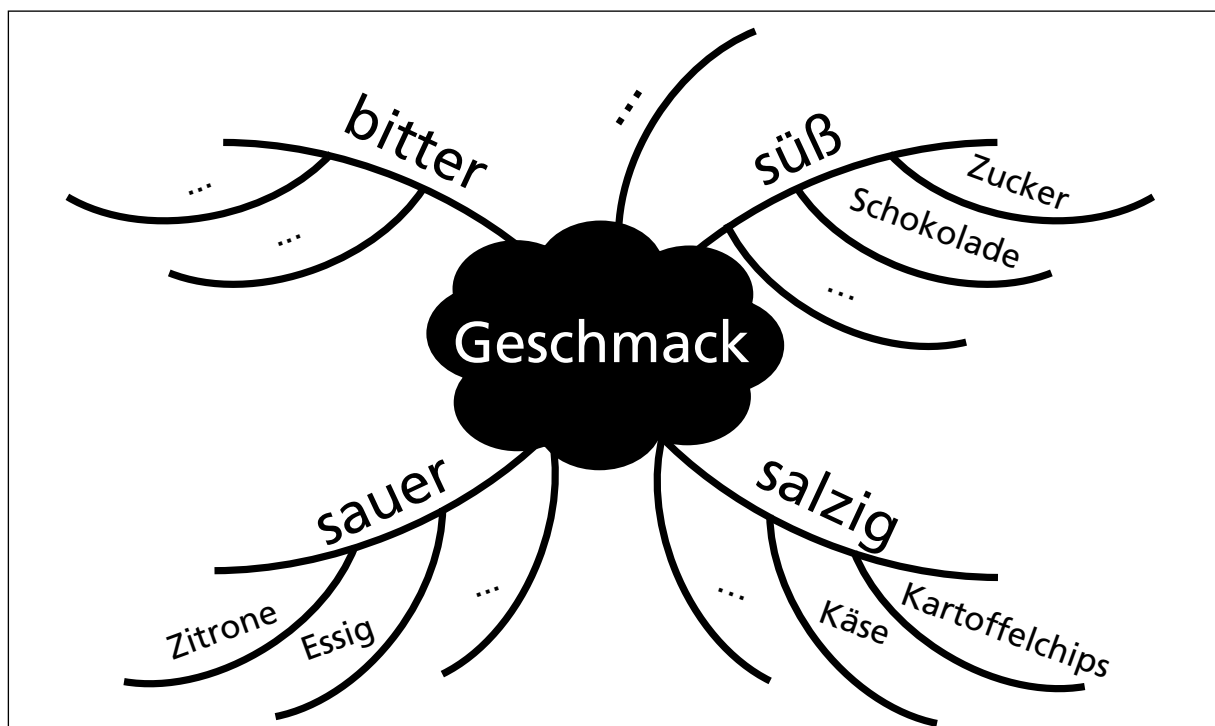 ...
bitter
...
...
süß
Zucker
Schokolade
...
Geschmack
sauer
Zitrone
Essig
...
salzig
...
Käse
Kartoffelchips